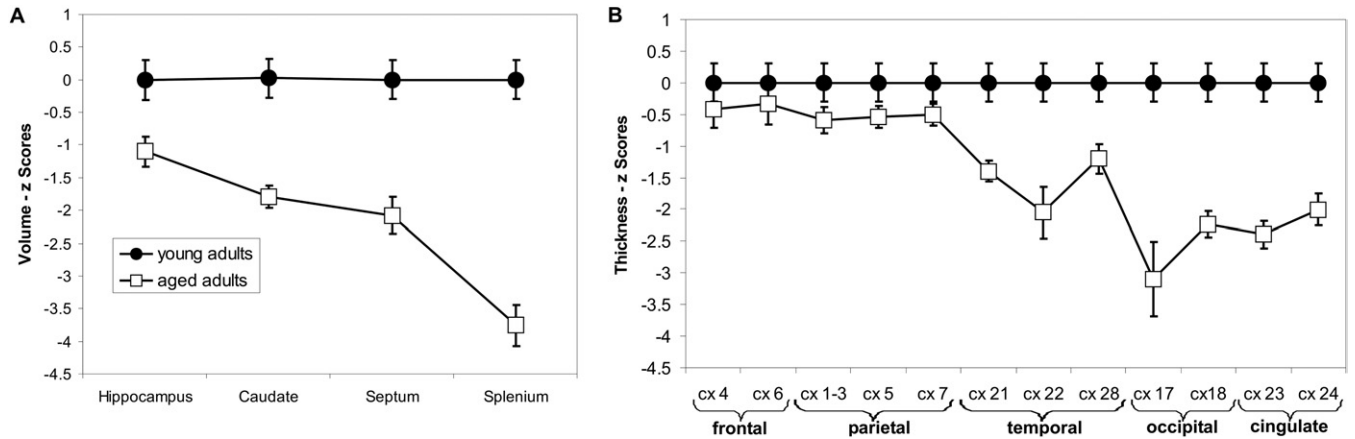 A
Volume - z Scores
1
0.5
0
-0.5
-1
-1.5
-2
-2.5
-3
-3.5
-4
-4.5
young adults
aged adults
Hippocampus Caudate Septum Splenium
B
Thickness - z Scores
1
0.5
0
-0.5
-1
-1.5
-2
-2.5
-3
-3.5
-4
-4.5
cx 4 cx 6 cx 1-3 cx 5 cx 7 cx 21 cx 22 cx 28 cx 17 cx18 cx 23 cx 24
frontal parietal temporal occipital cingulate